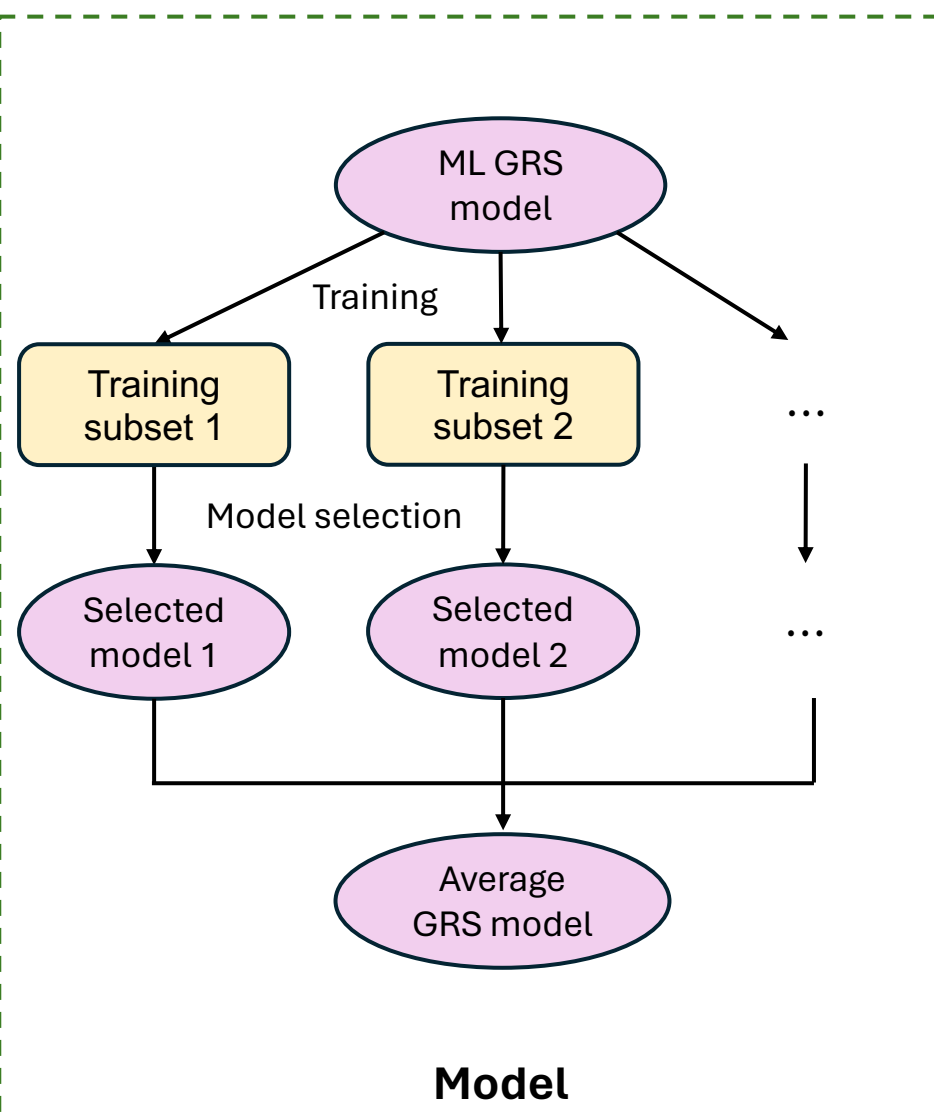 ML GRS
model
Training
Training
subset 1
Training
subset 2
...
Model selection
Selected
model 1
Selected
model 2
...
Average
GRS model
Model